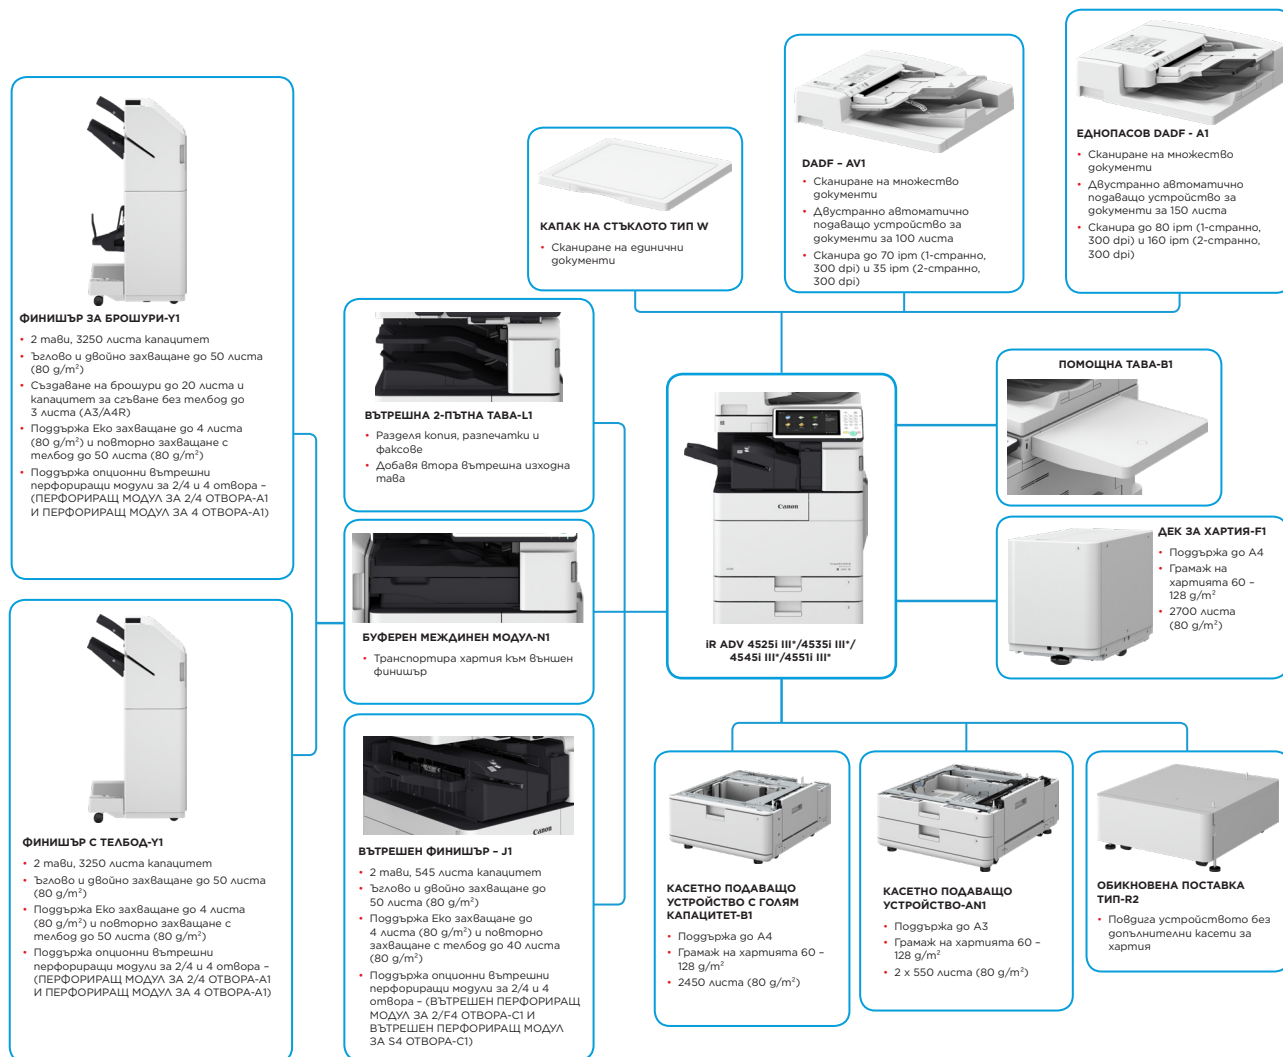 ФИНИШЪР ЗА БРОШУРИ-Y1
• 2 тави, 3250 листа капацитет
• Ъглово и двойно захващане до 50 листа
(80 g/m²)
• Създаване на брошури до 20 листа и
капацитет за сгъване без телбод до
3 листа (A3/A4R)
• Поддържа Еко захващане до 4 листа
(80 g/m²) и повторно захващане с
телбод до 50 листа (80 g/m²)
• Поддържа опционни вътрешни
перфориращи модули за 2/4 и 4 отвора –
(ПЕРФОРИРАЩ МОДУЛ ЗА 2/4 ОТВОРА-A1
И ПЕРФОРИРАЩ МОДУЛ ЗА 4 ОТВОРА-A1)
ФИНИШЪР С ТЕЛБОД-Y1
• 2 тави, 3250 листа капацитет
• Ъглово и двойно захващане до 50 листа
(80 g/m²)
• Поддържа Еко захващане до 4 листа
(80 g/m²) и повторно захващане с
телбод до 50 листа (80 g/m²)
• Поддържа опционни вътрешни
перфориращи модули за 2/4 и 4 отвора –
(ПЕРФОРИРАЩ МОДУЛ ЗА 2/4 ОТВОРА-A1
И ПЕРФОРИРАЩ МОДУЛ ЗА 4 ОТВОРА-A1)
ВЪТРЕШНА 2-ПЪТНА ТАВА-L1
• Разделя копия, разпечатки и
факсове
• Добавя втора вътрешна изходна
тава
БУФЕРЕН МЕЖДИНЕН МОДУЛ-N1
• Транспортира хартия към външен
финишър
Canon
ВЪТРЕШЕН ФИНИШЪР – J1
• 2 тави, 545 листа капацитет
• Ъглово и двойно захващане до
50 листа (80 g/m²)
• Поддържа Еко захващане до
4 листа (80 g/m²) и повторно
захващане с телбод до 40 листа
(80 g/m²)
• Поддържа опционни вътрешни
перфориращи модули за 2/4 и 4
отвора – (ВЪТРЕШЕН ПЕРФОРИРАЩ
МОДУЛ ЗА 2/F4 ОТВОРА-C1 И
ВЪТРЕШЕН ПЕРФОРИРАЩ МОДУЛ
ЗА S4 ОТВОРА-C1)
КАПАК НА СТЪКЛОТО ТИП W
• Сканиране на единични
документи
DADF – AV1
• Сканиране на множество
документи
• Двустранно автоматично
подаващо устройство за
документи за 100 листа
• Сканира до 70 ipm (1-странно,
300 dpi) и 35 ipm (2-странно,
300 dpi)
ЕДНОПАСОВ DADF - A1
• Сканиране на множество
документи
• Двустранно автоматично
подаващо устройство за
документи за 150 листа
• Сканира до 80 ipm (1-странно,
300 dpi) и 160 ipm (2-странно,
300 dpi)
Canon
iR ADV 4525i III*/4535i III*/
4545i III*/4551i III*
ПОМОЩНА ТАВА-B1
ДЕК ЗА ХАРТИЯ-F1
• Поддържа до A4
• Грамаж на
хартията 60 –
128 g/m²
• 2700 листа
(80 g/m²)
КАСЕТНО ПОДАВАЩО
УСТРОЙСТВО С ГОЛЯМ
КАПАЦИТЕТ-B1
• Поддържа до A4
• Грамаж на хартията 60 –
128 g/m²
• 2450 листа (80 g/m²)
КАСЕТНО ПОДАВАЩО
УСТРОЙСТВО-AN1
• Поддържа до A3
• Грамаж на хартията 60 –
128 g/m²
• 2 x 550 листа (80 g/m²)
ОБИКНОВЕНА ПОСТАВКА
ТИП-R2
• Повдига устройството без
допълнителни касети за
хартия